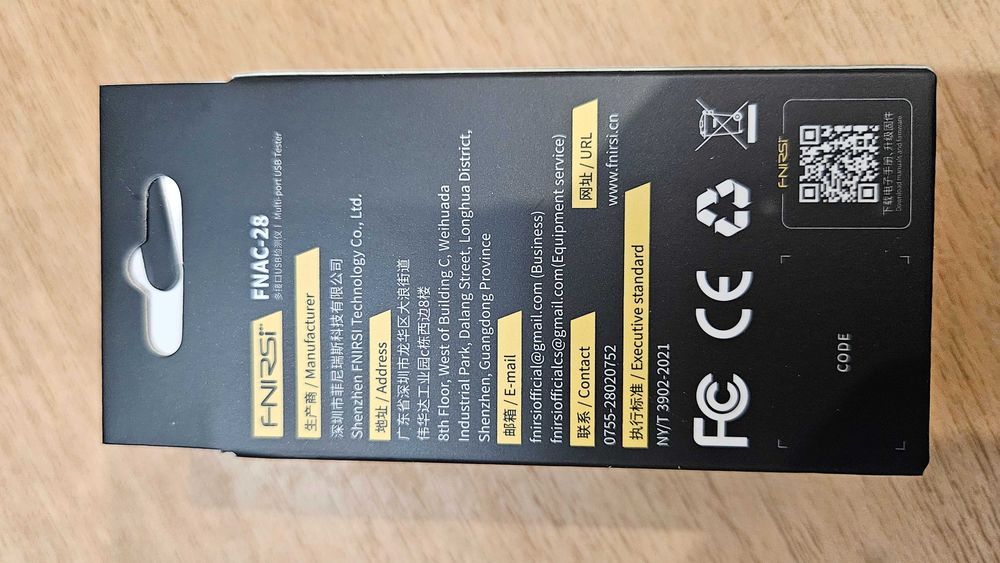 FNIRSI®
FNAC-28
多接口USB检测仪 | Multi-port USB Tester
生产商 / Manufacturer
深圳市菲尼瑞斯科技有限公司
Shenzhen FNIRSI Technology Co., Ltd.
地址 / Address
广东省深圳市龙华区大浪街道
伟华达工业园c栋西边8楼
8th Floor, West of Building C, Weihuada
Industrial Park, Dalang Street, Longhua District,
Shenzhen, Guangdong Province
邮箱 / E-mail
fnirsiofficial@gmail.com (Business)
fnirsiofficialcs@gmail.com(Equipment service)
联系 / Contact
0755-28020752
网址 / URL
www.fnirsi.cn
执行标准 / Executive standard
NY/T 3902-2021
FC CE
CODE
FNIRSI
下载电子手册、升级固件
Download manuals and firmware